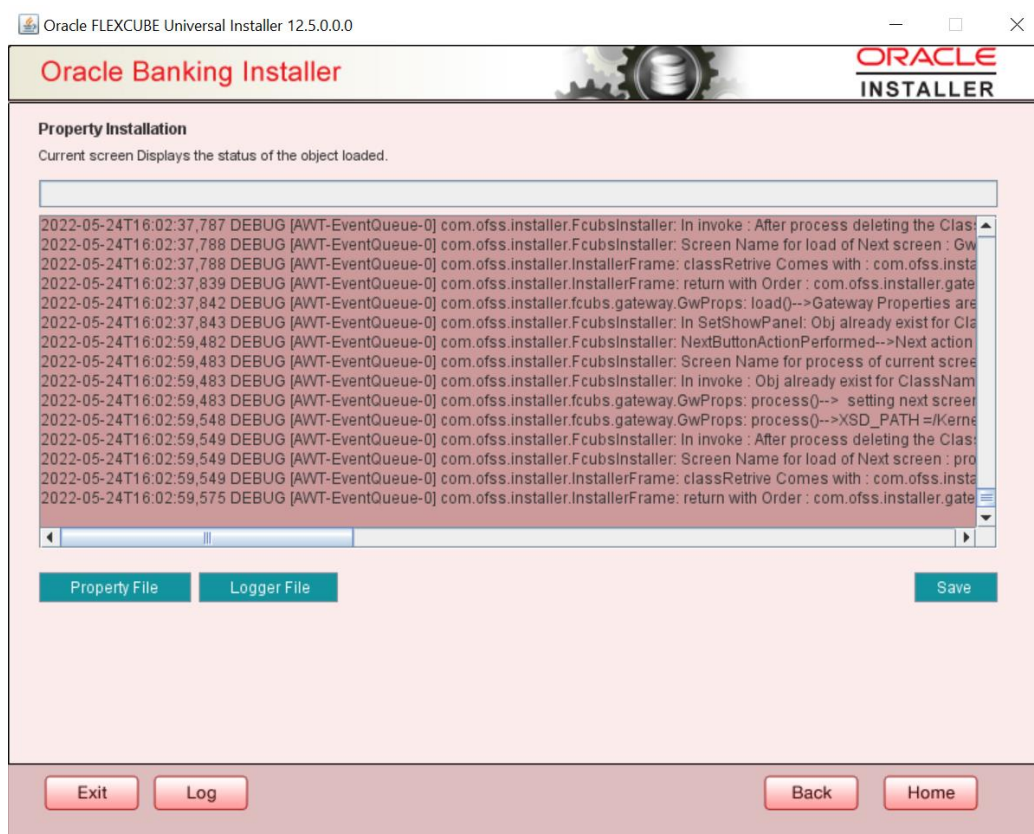 Oracle FLEXCUBE Universal Installer 12.5.0.0.0
Oracle Banking Installer
ORACLE
INSTALLER
Property Installation
Current screen Displays the status of the object loaded.
2022-05-24T16:02:37,787 DEBUG [AWT-EventQueue-0] com.ofss.installer.FcubsInstaller: In invoke : After process deleting the Clas
2022-05-24T16:02:37,788 DEBUG [AWT-EventQueue-0] com.ofss.installer.FcubsInstaller: Screen Name for load of Next screen : Gw
2022-05-24T16:02:37,788 DEBUG [AWT-EventQueue-0] com.ofss.installer.InstallerFrame: classRetrive Comes with : com.ofss.insta
2022-05-24T16:02:37,839 DEBUG [AWT-EventQueue-0] com.ofss.installer.InstallerFrame: return with Order : com.ofss.installer.gate
2022-05-24T16:02:37,842 DEBUG [AWT-EventQueue-0] com.ofss.installer.fcubs.gateway.GwProps: load()-->Gateway Properties are
2022-05-24T16:02:37,843 DEBUG [AWT-EventQueue-0] com.ofss.installer.FcubsInstaller: In SetShowPanel: Obj already exist for Cla
2022-05-24T16:02:59,482 DEBUG [AWT-EventQueue-0] com.ofss.installer.FcubsInstaller: NextButtonActionPerformed-->Next action
2022-05-24T16:02:59,483 DEBUG [AWT-EventQueue-0] com.ofss.installer.FcubsInstaller: Screen Name for process of current scree
2022-05-24T16:02:59,483 DEBUG [AWT-EventQueue-0] com.ofss.installer.FcubsInstaller: In invoke : Obj already exist for ClassNam
2022-05-24T16:02:59,483 DEBUG [AWT-EventQueue-0] com.ofss.installer.fcubs.gateway.GwProps: process()--> setting next screer
2022-05-24T16:02:59,548 DEBUG [AWT-EventQueue-0] com.ofss.installer.fcubs.gateway.GwProps: process()-->XSD_PATH =/Kerne
2022-05-24T16:02:59,549 DEBUG [AWT-EventQueue-0] com.ofss.installer.FcubsInstaller: In invoke : After process deleting the Clas
2022-05-24T16:02:59,549 DEBUG [AWT-EventQueue-0] com.ofss.installer.FcubsInstaller: Screen Name for load of Next screen : pro
2022-05-24T16:02:59,549 DEBUG [AWT-EventQueue-0] com.ofss.installer.InstallerFrame: classRetrive Comes with : com.ofss.insta
2022-05-24T16:02:59,575 DEBUG [AWT-EventQueue-0] com.ofss.installer.InstallerFrame: return with Order : com.ofss.installer.gate
Property File Logger File Save
Exit Log Back Home